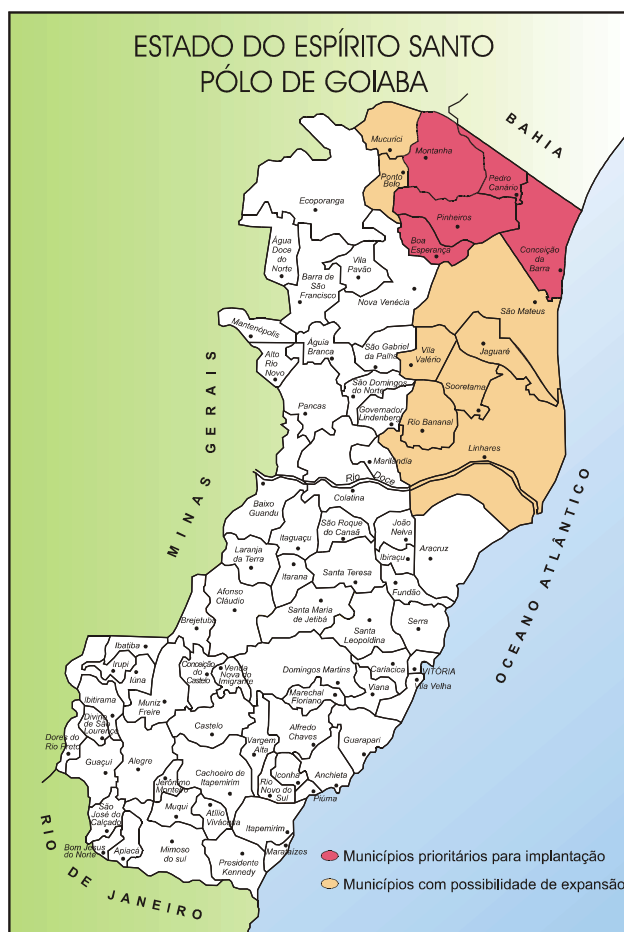 ESTADO DO ESPÍRITO SANTO
PÓLO DE GOIABA
BAHIA
Mucurici
Montanha
Ponto
Belo
Pedro
Canário
Ecoporanga
Pinheiros
Boa
Esperança
Conceição
da
Barra
Água
Doce
do
Norte
Vila
Pavão
Barra de
São
Francisco
Nova Venécia
São Mateus
Mantenópolis
Água
Branca
São Gabriel
da Palha
Vila
Valério
Jaguaré
Alto
Rio
Novo
São Domingos
do Norte
Sooretama
Pancas
Governador
Lindenberg
Rio Bananal
Linhares
Marilândia
Rio
Doce
MINAS GERAIS
OCEANO ATLÂNTICO
Colatina
Baixo
Guandu
São Roque
do Canaã
João
Neiva
Itaguaçu
Ibiraçu
Aracruz
Laranja
da Terra
Itarana
Santa Teresa
Fundão
Afonso
Cláudio
Santa Maria
de Jetibá
Brejetuba
Santa
Leopoldina
Serra
Ibatiba
Irupi
Iúna
Conceição
do
Castelo
Venda
Nova do
Imigrante
Domingos Martins
Cariacica
VITÓRIA
Vila Velha
Viana
Marechal
Floriano
Ibitirama
Muniz
Freire
Divino
de São
Lourenço
Dores do
Rio Preto
Castelo
Vargem
Alta
Alfredo
Chaves
Guarapari
Guaçuí
Alegre
Cachoeiro de
Itapemirim
Iconha
Anchieta
Jerônimo
Monteiro
Rio
Novo do
Sul
Piúma
São
José do
Calçado
Muqui
Atílio
Vivácqua
Itapemirim
Bom Jesus
do Norte
Apiacá
Mimoso
do sul
Presidente
Kennedy
Marataízes
RIO DE JANEIRO
Municípios prioritários para implantação
Municípios com possibilidade de expansão